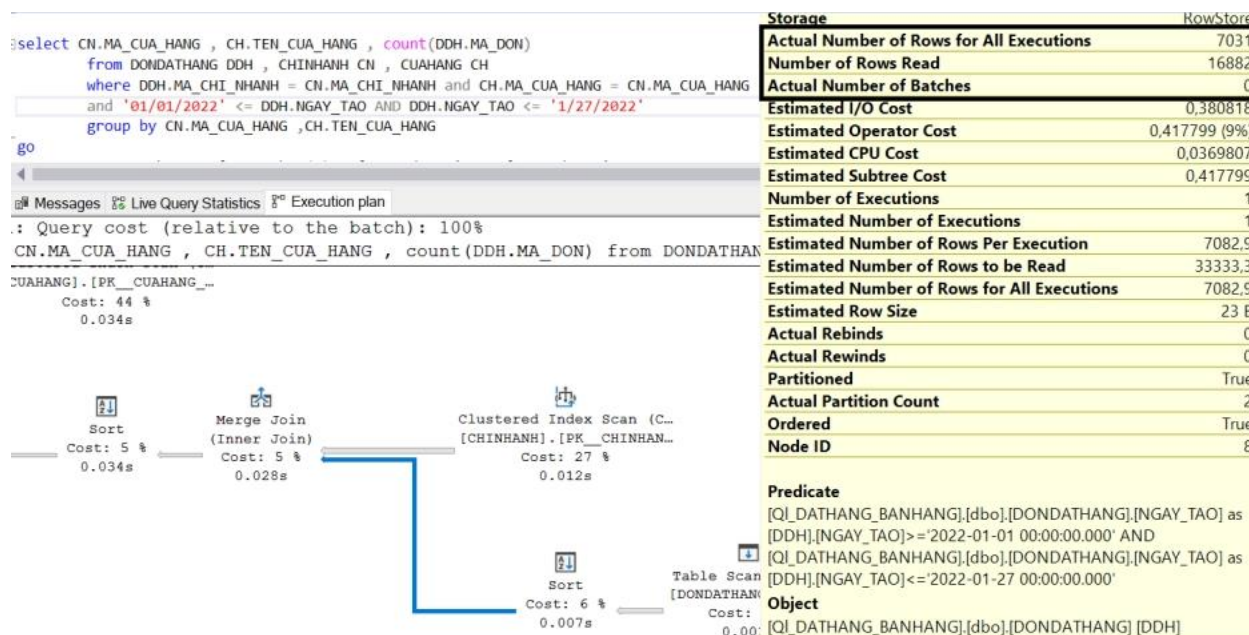 select CN.MA_CUA_HANG , CH.TEN_CUA_HANG , count(DDH.MA_DON)
from DONDATHANG DDH , CHINHANH CN , CUAHANG CH
where DDH.MA_CHI_NHANH = CN.MA_CHI_NHANH and CH.MA_CUA_HANG = CN.MA_CUA_HANG
and '01/01/2022' <= DDH.NGAY_TAO AND DDH.NGAY_TAO <= '1/27/2022'
group by CN.MA_CUA_HANG ,CH.TEN_CUA_HANG
go
Messages Live Query Statistics Execution plan
: Query cost (relative to the batch): 100%
CN.MA_CUA_HANG , CH.TEN_CUA_HANG , count(DDH.MA_DON) from DONDATHAN
CUAHANG].[PK__CUAHANG_…
Cost: 44 %
0.034s
Sort
Cost: 5 %
0.034s
Merge Join
(Inner Join)
Cost: 5 %
0.028s
Clustered Index Scan (C…
[CHINHANH].[PK__CHINHAN…
Cost: 27 %
0.012s
Sort
Cost: 6 %
0.007s
Table Scan
[DONDATHAN
Cost:
0.00
Storage RowStore
Actual Number of Rows for All Executions 7031
Number of Rows Read 16882
Actual Number of Batches 0
Estimated I/O Cost 0,380818
Estimated Operator Cost 0,417799 (9%)
Estimated CPU Cost 0,0369807
Estimated Subtree Cost 0,417799
Number of Executions 1
Estimated Number of Executions 1
Estimated Number of Rows Per Execution 7082,9
Estimated Number of Rows to be Read 33333,3
Estimated Number of Rows for All Executions 7082,9
Estimated Row Size 23 B
Actual Rebinds 0
Actual Rewinds 0
Partitioned True
Actual Partition Count 2
Ordered True
Node ID 8
Predicate
[Ql_DATHANG_BANHANG].[dbo].[DONDATHANG].[NGAY_TAO] as
[DDH].[NGAY_TAO]>='2022-01-01 00:00:00.000' AND
[Ql_DATHANG_BANHANG].[dbo].[DONDATHANG].[NGAY_TAO] as
[DDH].[NGAY_TAO]<='2022-01-27 00:00:00.000'
Object
[Ql_DATHANG_BANHANG].[dbo].[DONDATHANG] [DDH]